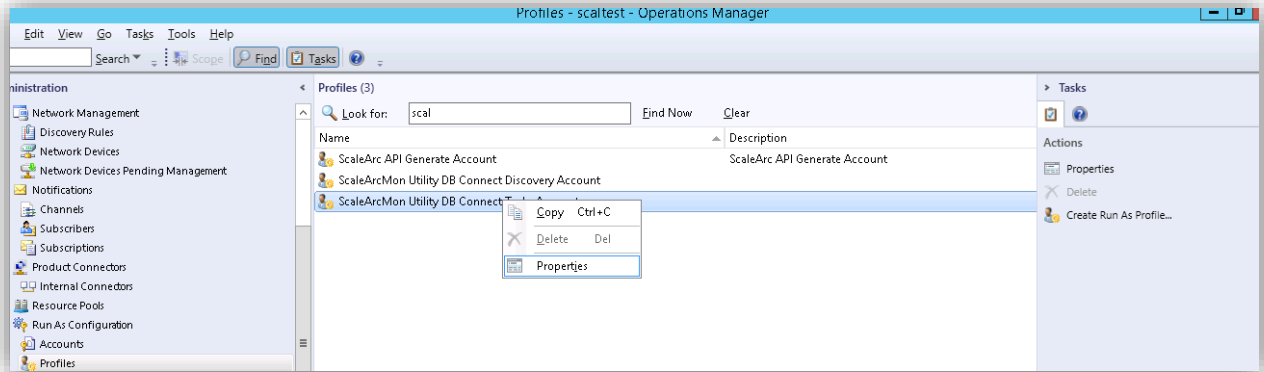 Profiles - scaltest - Operations Manager
Edit View Go Tasks Tools Help
Search Scope Find Tasks
ministration
Network Management
Discovery Rules
Network Devices
Network Devices Pending Management
Notifications
Channels
Subscribers
Subscriptions
Product Connectors
Internal Connectors
Resource Pools
Run As Configuration
Accounts
Profiles
Profiles (3)
Look for: scal Find Now Clear
Name Description
ScaleArc API Generate Account ScaleArc API Generate Account
ScaleArcMon Utility DB Connect Discovery Account
ScaleArcMon Utility DB Connect
Copy Ctrl+C
Delete Del
Properties
Tasks
Actions
Properties
Delete
Create Run As Profile...